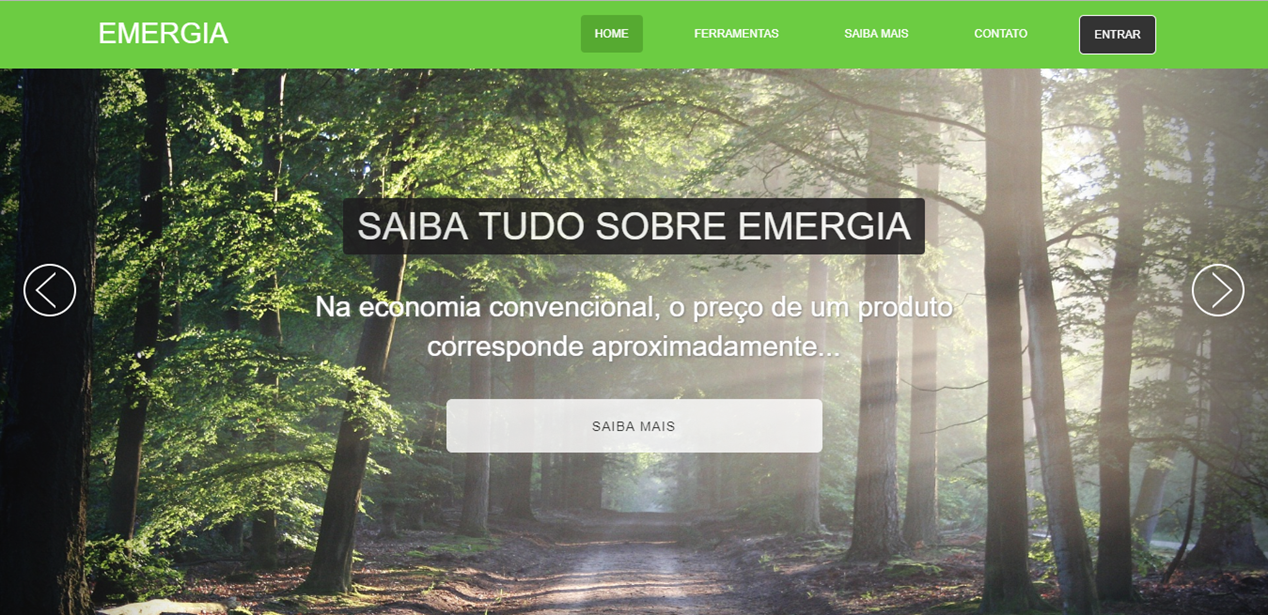 EMERGIA
HOME
FERRAMENTAS
SAIBA MAIS
CONTATO
ENTRAR
SAIBA TUDO SOBRE EMERGIA
Na economia convencional, o preço de um produto
corresponde aproximadamente...
SAIBA MAIS